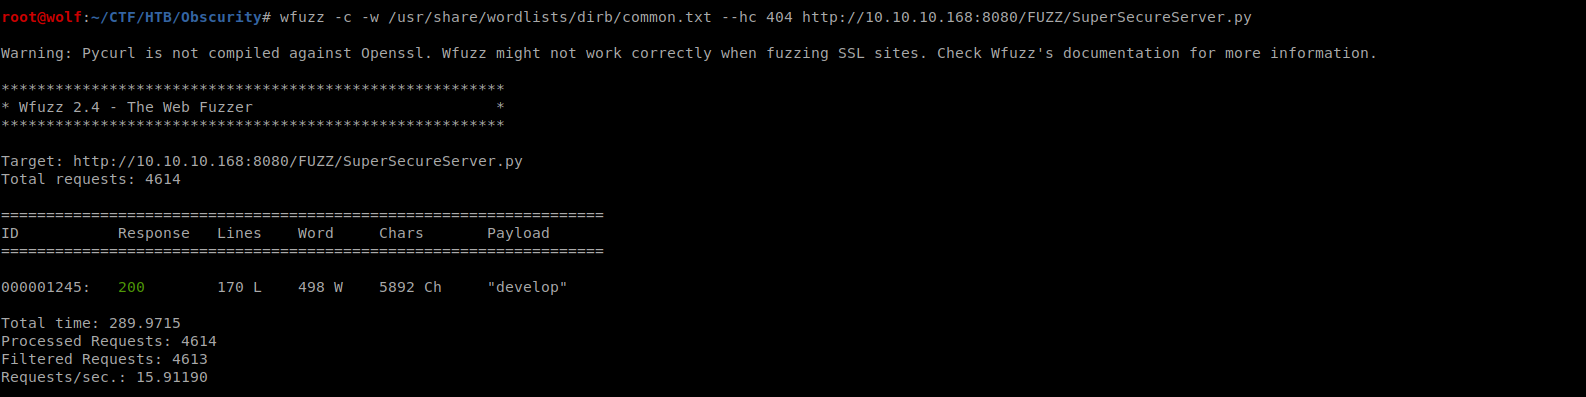 root@wolf:~/CTF/HTB/Obscurity# wfuzz -c -w /usr/share/wordlists/dirb/common.txt --hc 404 http://10.10.10.168:8080/FUZZ/SuperSecureServer.py
Warning: Pycurl is not compiled against Openssl. Wfuzz might not work correctly when fuzzing SSL sites. Check Wfuzz's documentation for more information.
********************************************************
* Wfuzz 2.4 - The Web Fuzzer                           *
********************************************************
Target: http://10.10.10.168:8080/FUZZ/SuperSecureServer.py
Total requests: 4614
===================================================================
ID           Response   Lines    Word     Chars       Payload
===================================================================
000001245:   200        170 L    498 W    5892 Ch     "develop"
Total time: 289.9715
Processed Requests: 4614
Filtered Requests: 4613
Requests/sec.: 15.91190